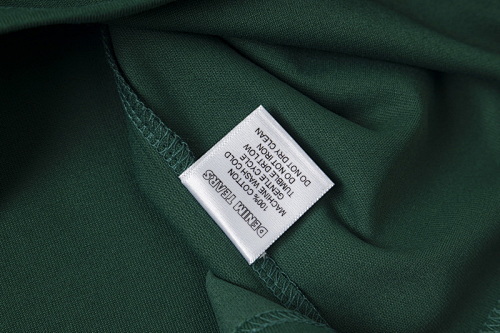 DENIM TEARS
100% COTTON
MACHINE WASH COLD
GENTLE CYCLE
TUMBLE DRY LOW
DO NOT IRON
DO NOT DRY CLEAN